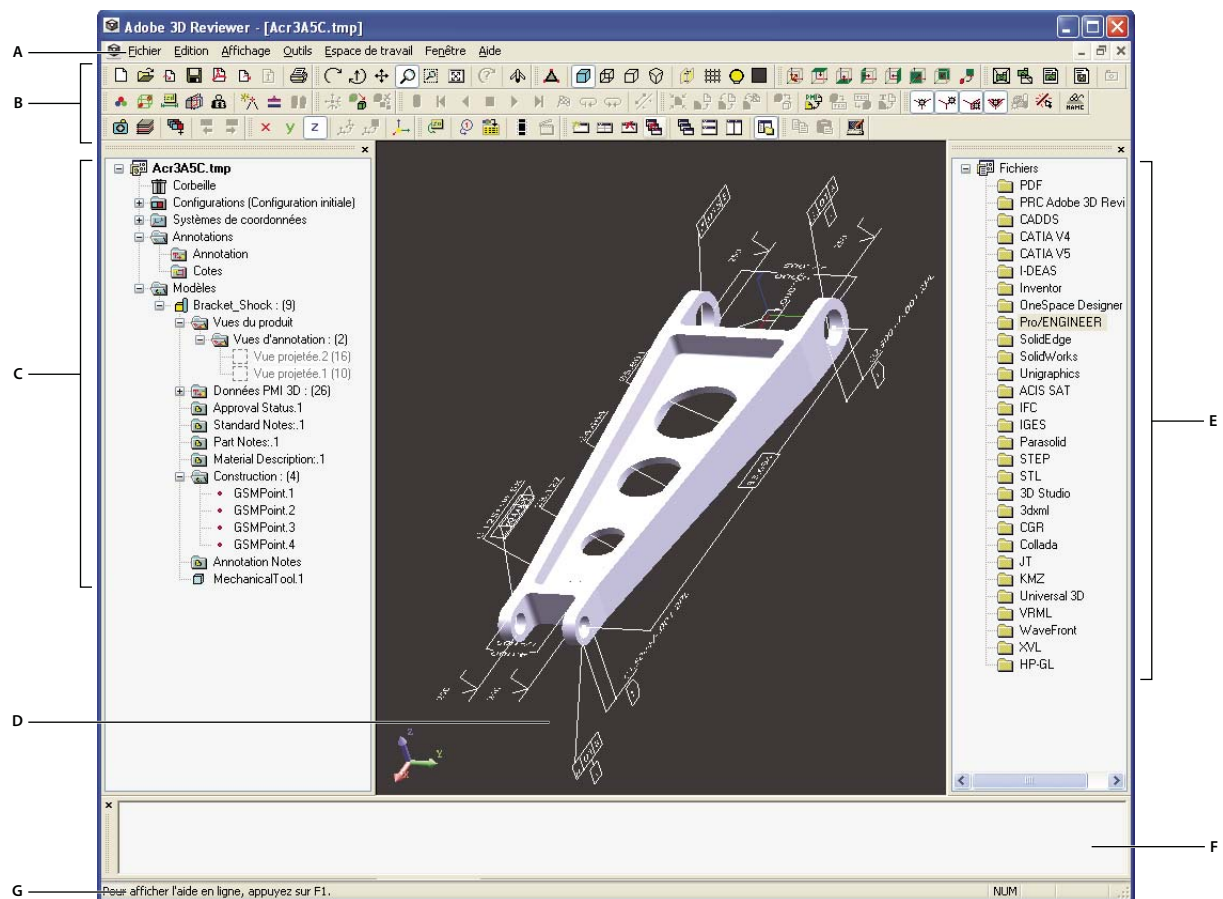 Adobe 3D Reviewer - [Acr3A5C.tmp]
A
Fichier Edition Affichage Outils Espace de travail Fenêtre Aide
B
NAME
x y z
C
Acr3A5C.tmp
Corbeille
Configurations (Configuration initiale)
Systèmes de coordonnées
Annotations
Annotation
Cotes
Modèles
Bracket_Shock : (9)
Vues du produit
Vues d'annotation : (2)
Vue projetée.2 (16)
Vue projetée.1 (10)
Données PMI 3D : (26)
Approval Status.1
Standard Notes:.1
Part Notes:.1
Material Description:.1
Construction : (4)
GSMPoint.1
GSMPoint.2
GSMPoint.3
GSMPoint.4
Annotation Notes
MechanicalTool.1
D
Z
Y
E
Fichiers
PDF
PRC Adobe 3D Revi
CADDS
CATIA V4
CATIA V5
I-DEAS
Inventor
OneSpace Designer
Pro/ENGINEER
SolidEdge
SolidWorks
Unigraphics
ACIS SAT
IFC
IGES
Parasolid
STEP
STL
3D Studio
3dxml
CGR
Collada
JT
KMZ
Universal 3D
VRML
WaveFront
XVL
HP-GL
F
G
Pour afficher l'aide en ligne, appuyez sur F1.
NUM